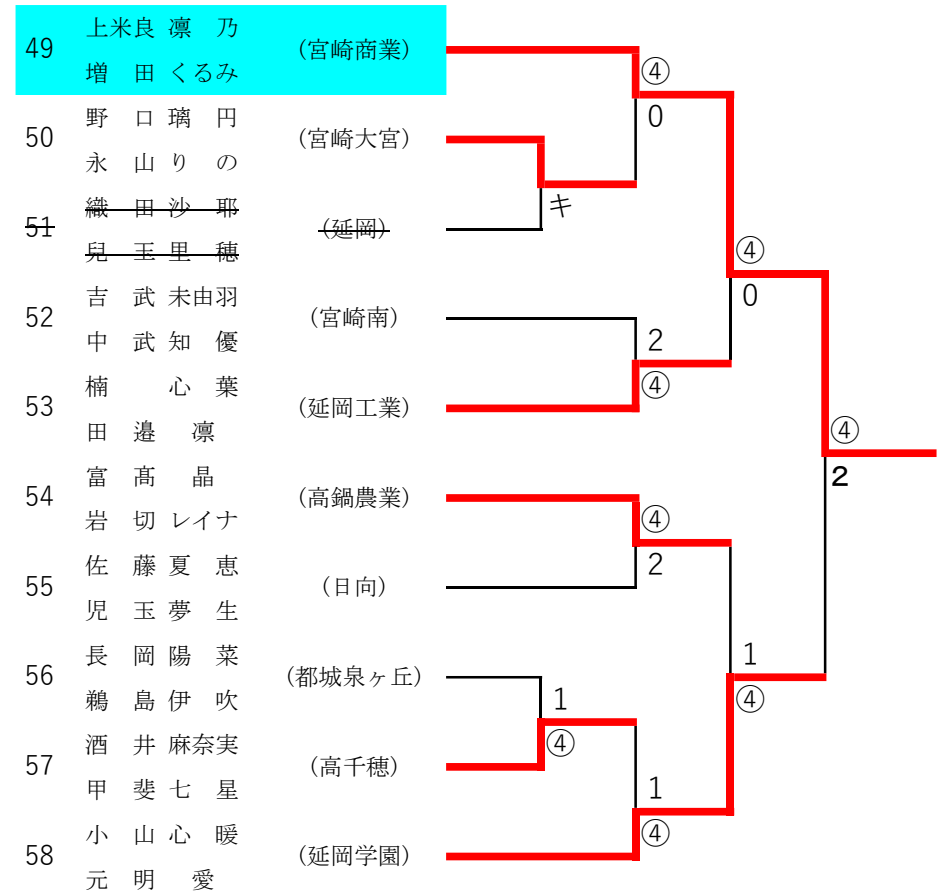 上米良 凛 乃
49 (宮崎商業)
増 田 くるみ
④
0
野 口 璃 円
50 (宮崎大宮)
永 山 り の
織 田 沙 耶
51 (延岡) キ
兒 玉 里 穂
④
0
吉 武 未由羽
52 (宮崎南)
中 武 知 優
2
④
楠 心 葉
53 (延岡工業)
田 邉 凛
④
2
富 髙 晶
54 (高鍋農業)
岩 切 レイナ
④
2
佐 藤 夏 恵
55 (日向)
児 玉 夢 生
長 岡 陽 菜
56 (都城泉ヶ丘)
鵜 島 伊 吹
1
④
1
④
酒 井 麻奈実
57 (高千穂)
甲 斐 七 星
1
④
小 山 心 暖
58 (延岡学園)
元 明 愛